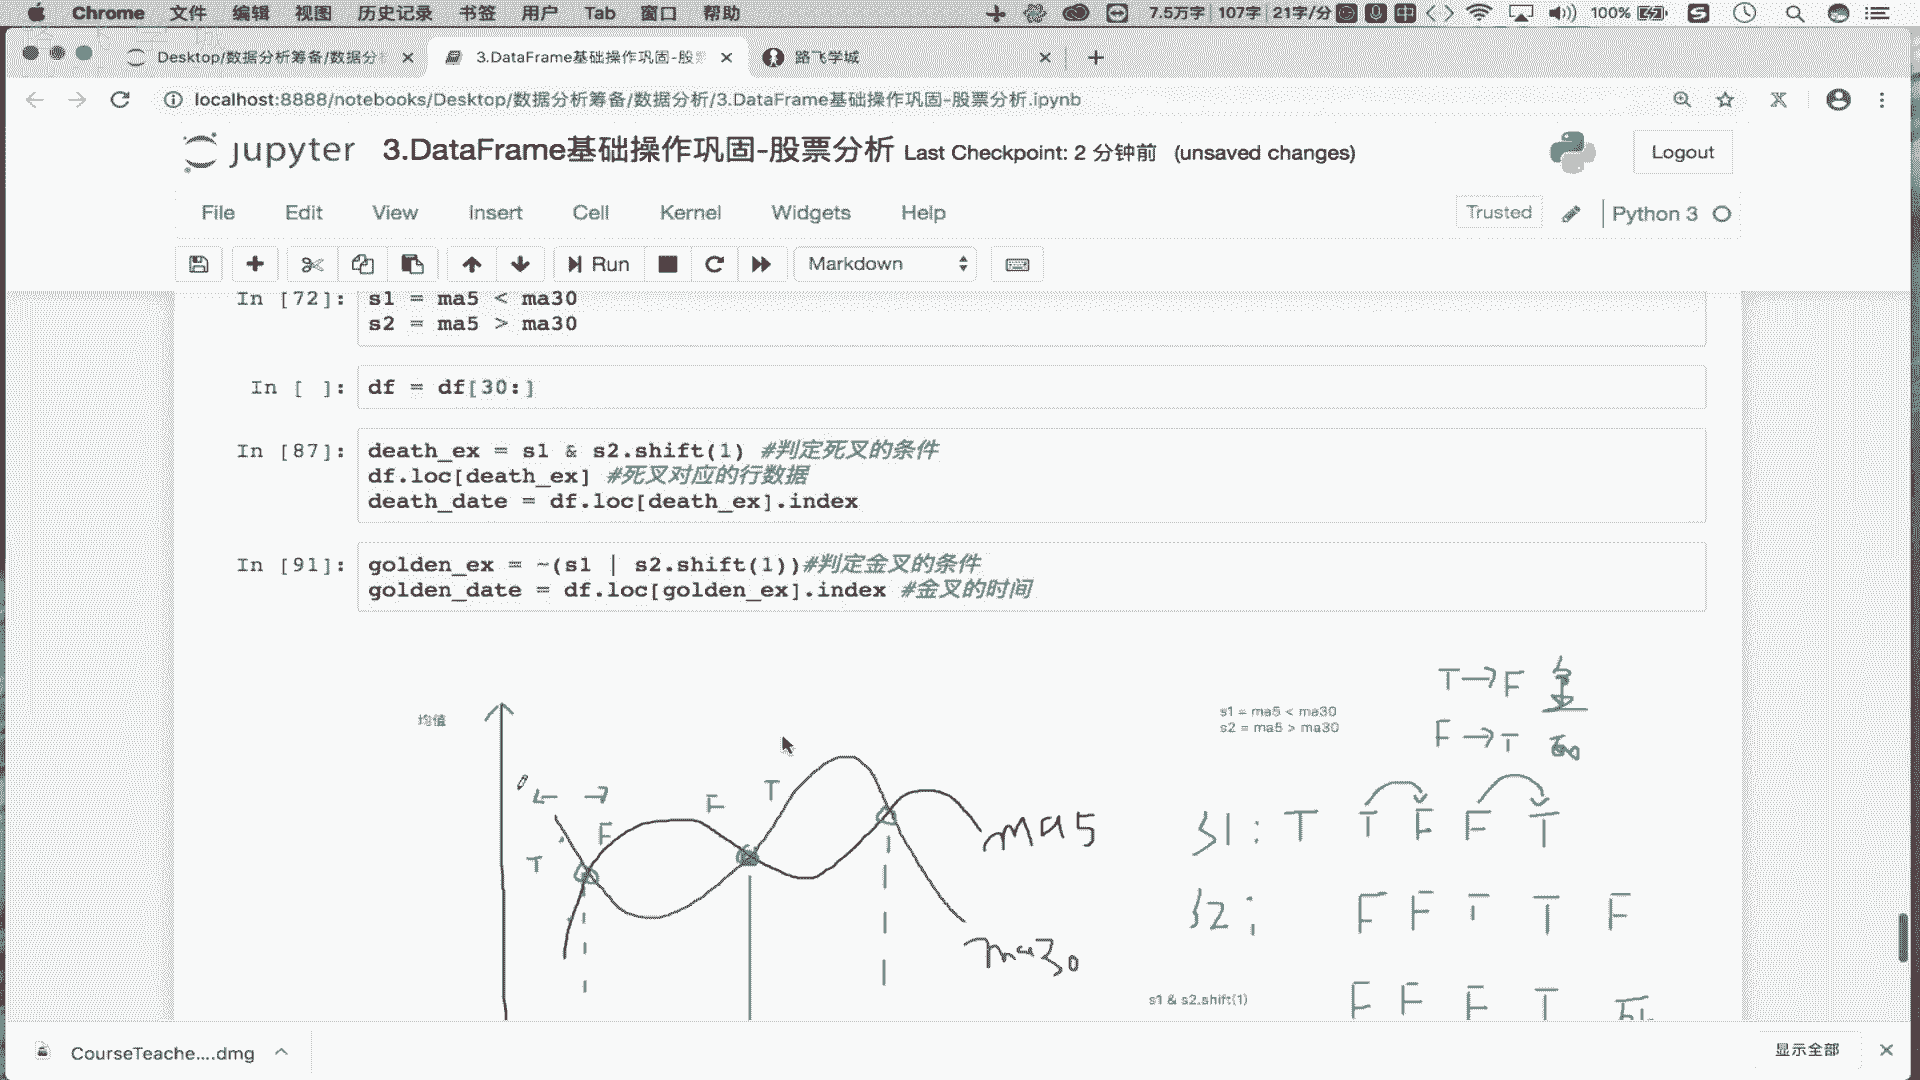 Chrome 文件 编辑 视图 历史记录 书签 用户 Tab 窗口 帮助 7.5万字 107字 21字/分 中 100%
Desktop/数据分析筹备/数据分 3.DataFrame基础操作巩固-股 路飞学城
localhost:8888/notebooks/Desktop/数据分析筹备/数据分析/3.DataFrame基础操作巩固-股票分析.ipynb
jupyter 3.DataFrame基础操作巩固-股票分析 Last Checkpoint: 2 分钟前 (unsaved changes) Logout
File Edit View Insert Cell Kernel Widgets Help Trusted Python 3
Run Markdown
In [72]: s1 = ma5 < ma30
s2 = ma5 > ma30
In [ ]: df = df[30:]
In [87]: death_ex = s1 & s2.shift(1) #判定死叉的条件
df.loc[death_ex] #死叉对应的行数据
death_date = df.loc[death_ex].index
In [91]: golden_ex = ~(s1 | s2.shift(1))#判定金叉的条件
golden_date = df.loc[golden_ex].index #金叉的时间
均值
s1 = ma5 < ma30
s2 = ma5 > ma30
T→F 金
F→T
T F F T
ma5
ma30
S1: T T F F T
S2: F F T T F
s1 & s2.shift(1) F F F T
CourseTeache....dmg 显示全部